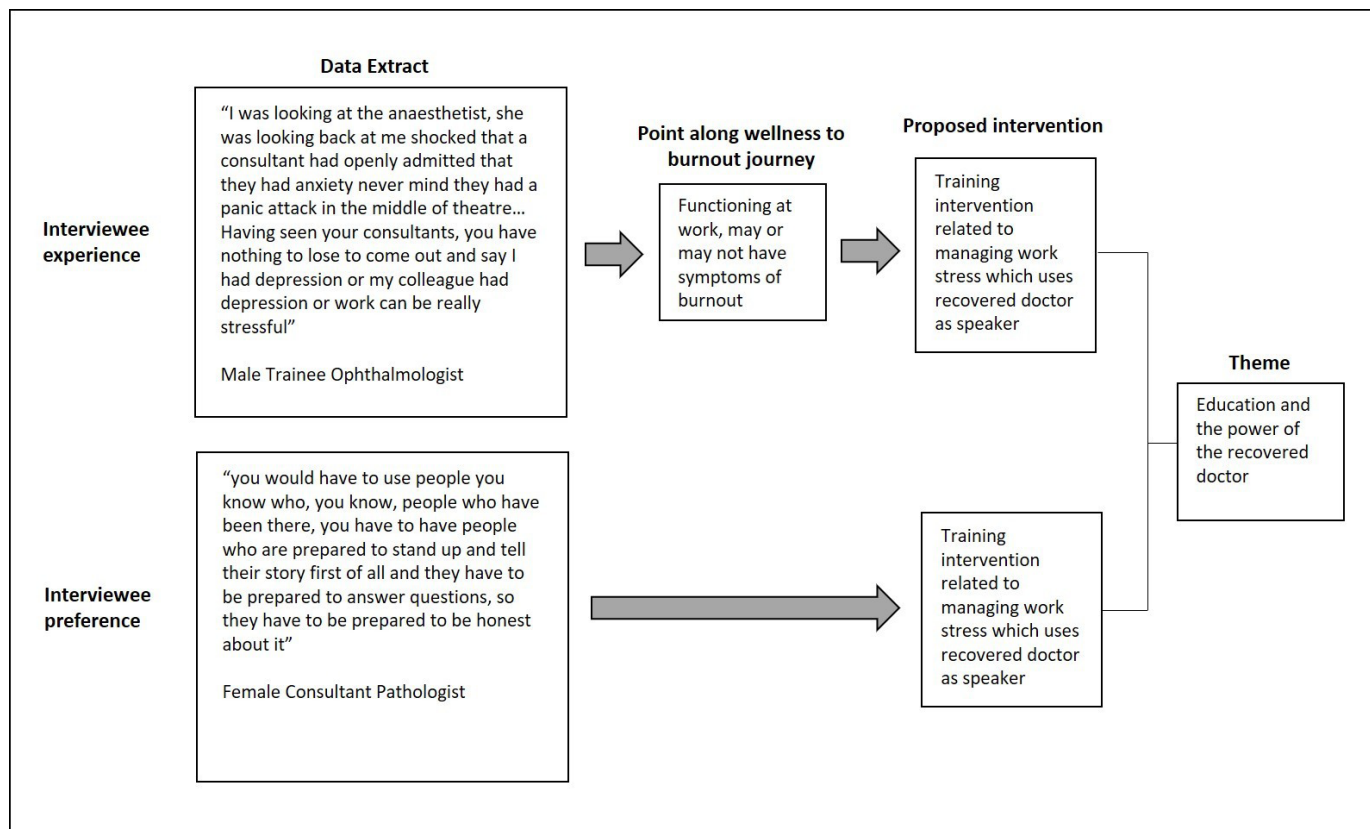 Data Extract
“I was looking at the anaesthetist, she
was looking back at me shocked that a
consultant had openly admitted that
they had anxiety never mind they had a
panic attack in the middle of theatre…
Having seen your consultants, you have
nothing to lose to come out and say I
had depression or my colleague had
depression or work can be really
stressful”
Male Trainee Ophthalmologist
Interviewee
experience
Point along wellness to
burnout journey
Functioning at
work, may or
may not have
symptoms of
burnout
Proposed intervention
Training
intervention
related to
managing work
stress which uses
recovered doctor
as speaker
Theme
Education and
the power of
the recovered
doctor
Interviewee
preference
“you would have to use people you
know who, you know, people who have
been there, you have to have people
who are prepared to stand up and tell
their story first of all and they have to
be prepared to answer questions, so
they have to be prepared to be honest
about it”
Female Consultant Pathologist
Training
intervention
related to
managing work
stress which uses
recovered doctor
as speaker